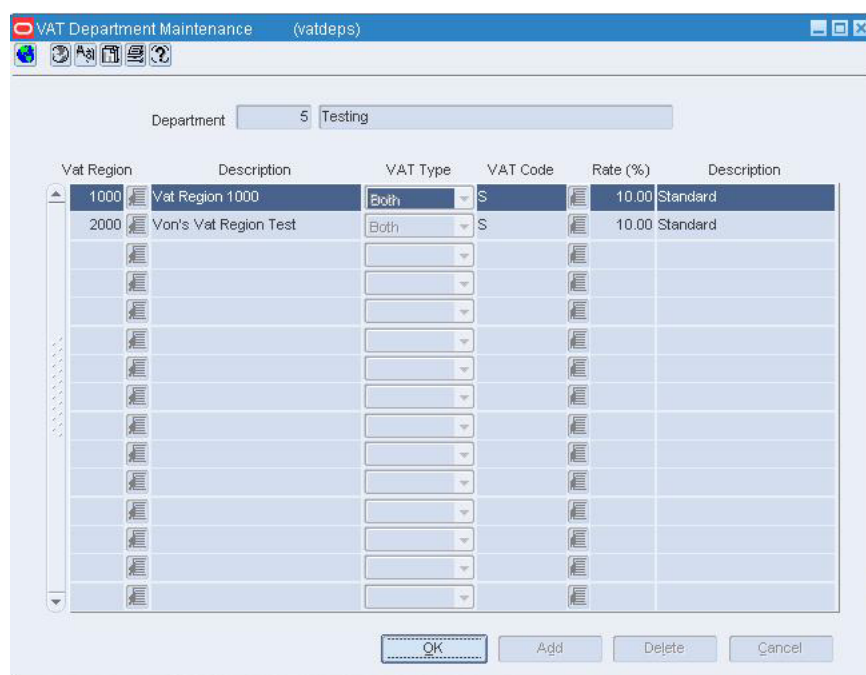 VAT Department Maintenance (vatdeps)
Department 5 Testing
Vat Region Description VAT Type VAT Code Rate (%) Description
1000 Vat Region 1000 Both S 10.00 Standard
2000 Von's Vat Region Test Both S 10.00 Standard
OK Add Delete Cancel